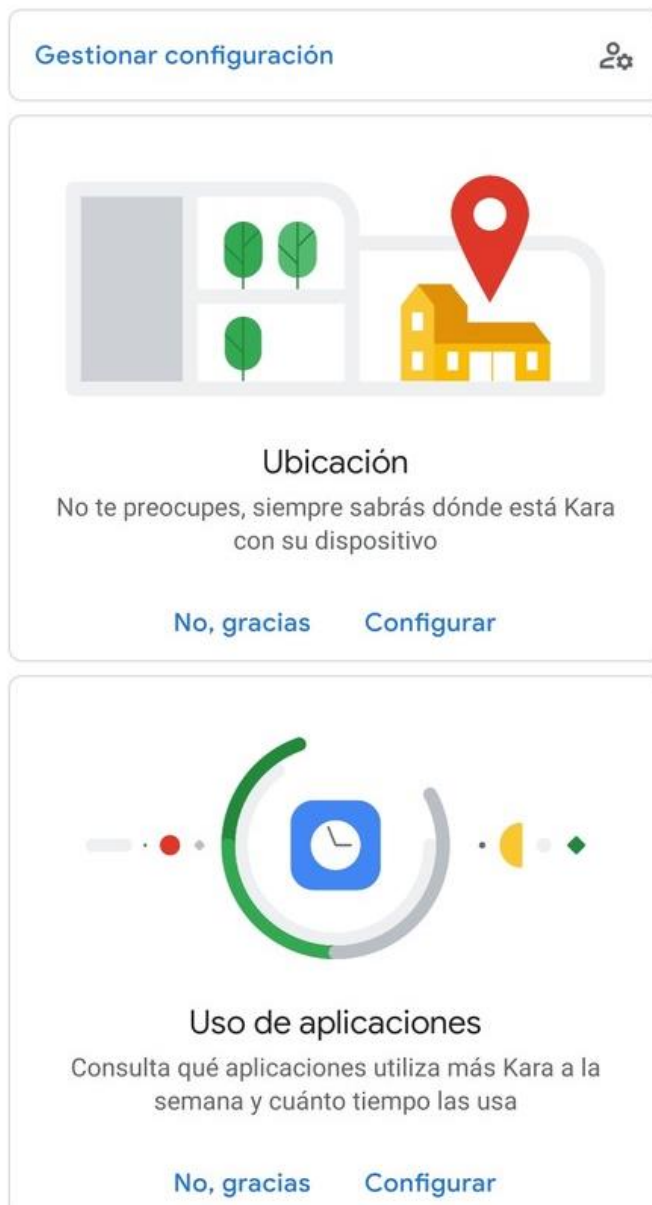 Gestionar configuración
Ubicación
No te preocupes, siempre sabrás dónde está Kara
con su dispositivo
No, gracias Configurar
Uso de aplicaciones
Consulta qué aplicaciones utiliza más Kara a la
semana y cuánto tiempo las usa
No, gracias Configurar